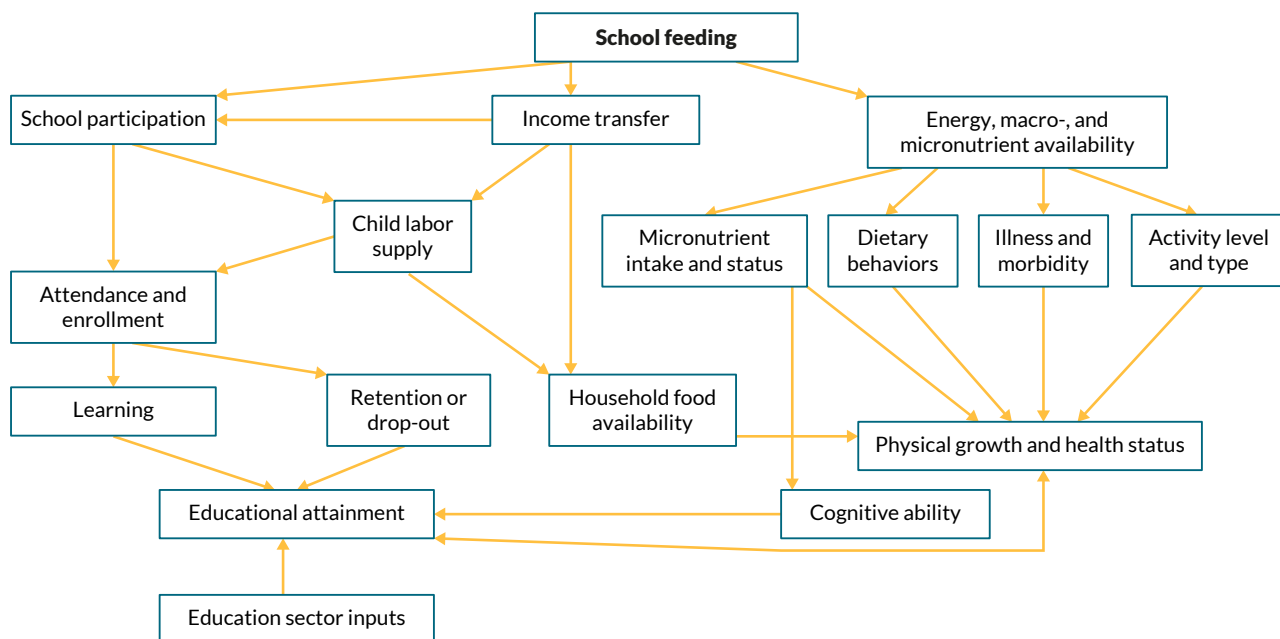 School feeding
School participation
Income transfer
Energy, macro-, and
micronutrient availability
Child labor
supply
Micronutrient
intake and status
Dietary
behaviors
Illness and
morbidity
Activity level
and type
Attendance and
enrollment
Learning
Retention or
drop-out
Household food
availability
Physical growth and health status
Educational attainment
Cognitive ability
Education sector inputs